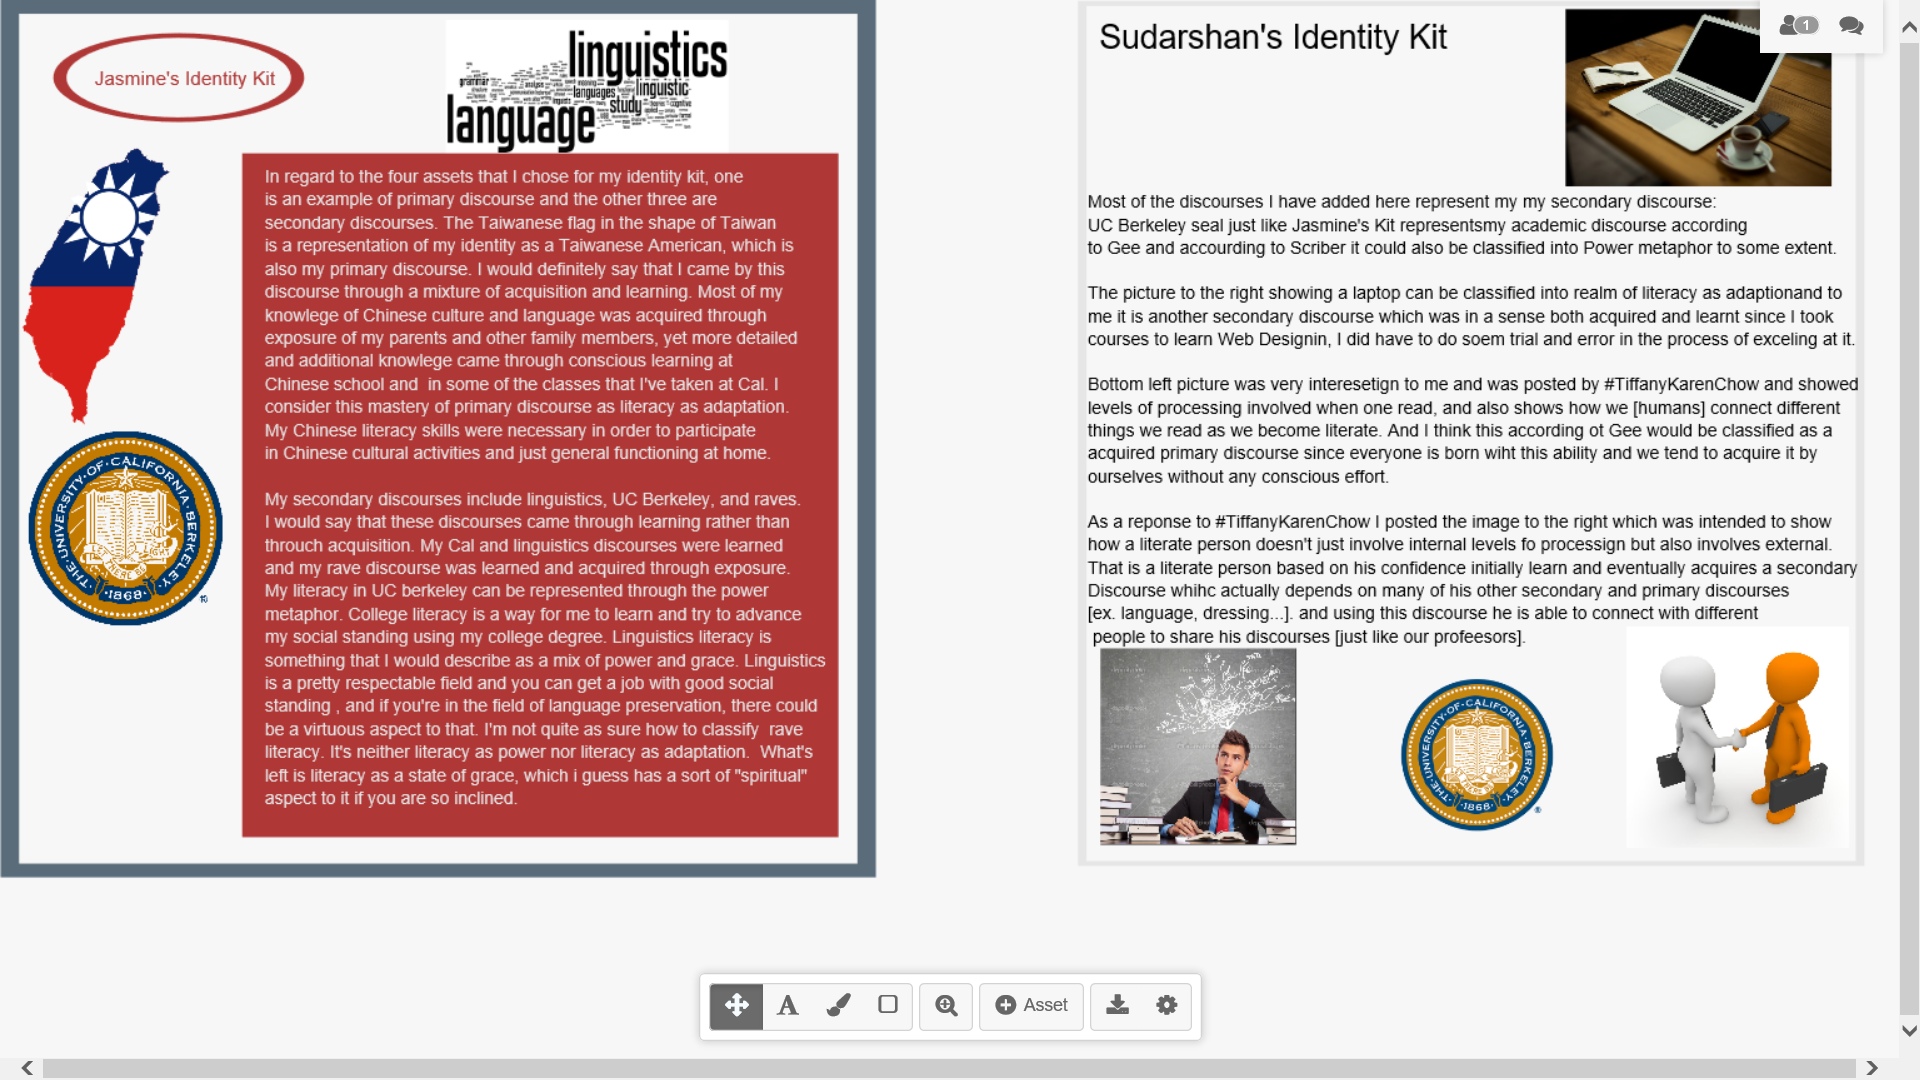 Jasmine's Identity Kit
linguistics
grammar
languages
linguistic
study
language
In regard to the four assets that I chose for my identity kit, one
is an example of primary discourse and the other three are
secondary discourses. The Taiwanese flag in the shape of Taiwan
is a representation of my identity as a Taiwanese American, which is
also my primary discourse. I would definitely say that I came by this
discourse through a mixture of acquisition and learning. Most of my
knowlege of Chinese culture and language was acquired through
exposure of my parents and other family members, yet more detailed
and additional knowlege came through conscious learning at
Chinese school and  in some of the classes that I've taken at Cal. I
consider this mastery of primary discourse as literacy as adaptation.
My Chinese literacy skills were necessary in order to participate
in Chinese cultural activities and just general functioning at home.
My secondary discourses include linguistics, UC Berkeley, and raves.
I would say that these discourses came through learning rather than
throuch acquisition. My Cal and linguistics discourses were learned
and my rave discourse was learned and acquired through exposure.
My literacy in UC berkeley can be represented through the power
metaphor. College literacy is a way for me to learn and try to advance
my social standing using my college degree. Linguistics literacy is
something that I would describe as a mix of power and grace. Linguistics
is a pretty respectable field and you can get a job with good social
standing , and if you're in the field of language preservation, there could
be a virtuous aspect to that. I'm not quite as sure how to classify  rave
literacy. It's neither literacy as power nor literacy as adaptation.  What's
left is literacy as a state of grace, which i guess has a sort of "spiritual"
aspect to it if you are so inclined.
THE·UNIVERSITY·OF·CALIFORNIA·BERKELEY
LET THERE BE LIGHT
·1868·
Sudarshan's Identity Kit
1
Most of the discourses I have added here represent my my secondary discourse:
UC Berkeley seal just like Jasmine's Kit representsmy academic discourse according
to Gee and accourding to Scriber it could also be classified into Power metaphor to some extent.
The picture to the right showing a laptop can be classified into realm of literacy as adaptionand to
me it is another secondary discourse which was in a sense both acquired and learnt since I took
courses to learn Web Designin, I did have to do soem trial and error in the process of exceling at it.
Bottom left picture was very interesetign to me and was posted by #TiffanyKarenChow and showed
levels of processing involved when one read, and also shows how we [humans] connect different
things we read as we become literate. And I think this according ot Gee would be classified as a
acquired primary discourse since everyone is born wiht this ability and we tend to acquire it by
ourselves without any conscious effort.
As a reponse to #TiffanyKarenChow I posted the image to the right which was intended to show
how a literate person doesn't just involve internal levels fo processign but also involves external.
That is a literate person based on his confidence initially learn and eventually acquires a secondary
Discourse whihc actually depends on many of his other secondary and primary discourses
[ex. language, dressing...]. and using this discourse he is able to connect with different
people to share his discourses [just like our profeesors].
THE·UNIVERSITY·OF·CALIFORNIA·BERKELEY
·1868·
A
Asset